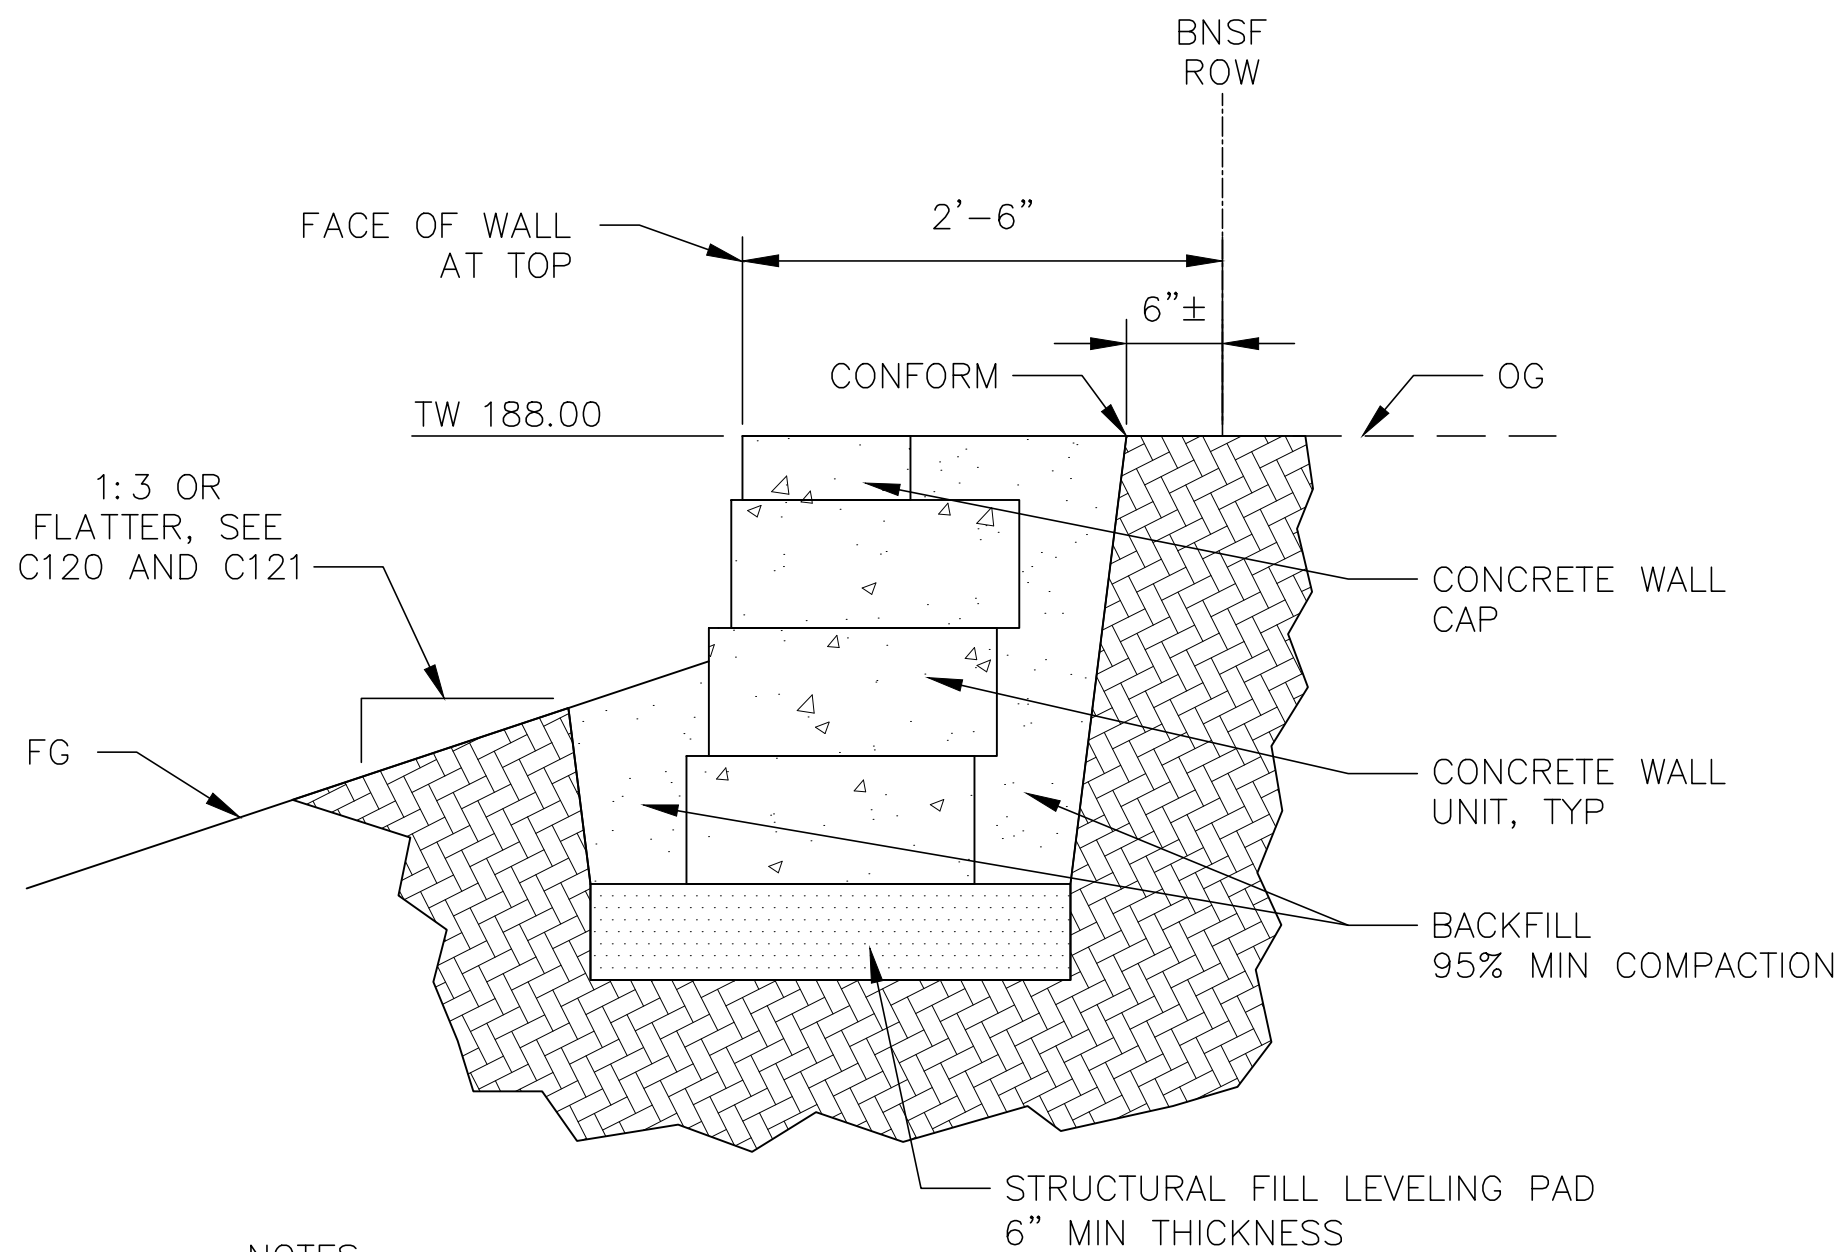 BNSF
ROW
2'-6"
FACE OF WALL
AT TOP
6"±
CONFORM
OG
TW 188.00
1:3 OR
FLATTER, SEE
C120 AND C121
CONCRETE WALL
CAP
FG
CONCRETE WALL
UNIT, TYP
BACKFILL
95% MIN COMPACTION
STRUCTURAL FILL LEVELING PAD
6" MIN THICKNESS
NOTES